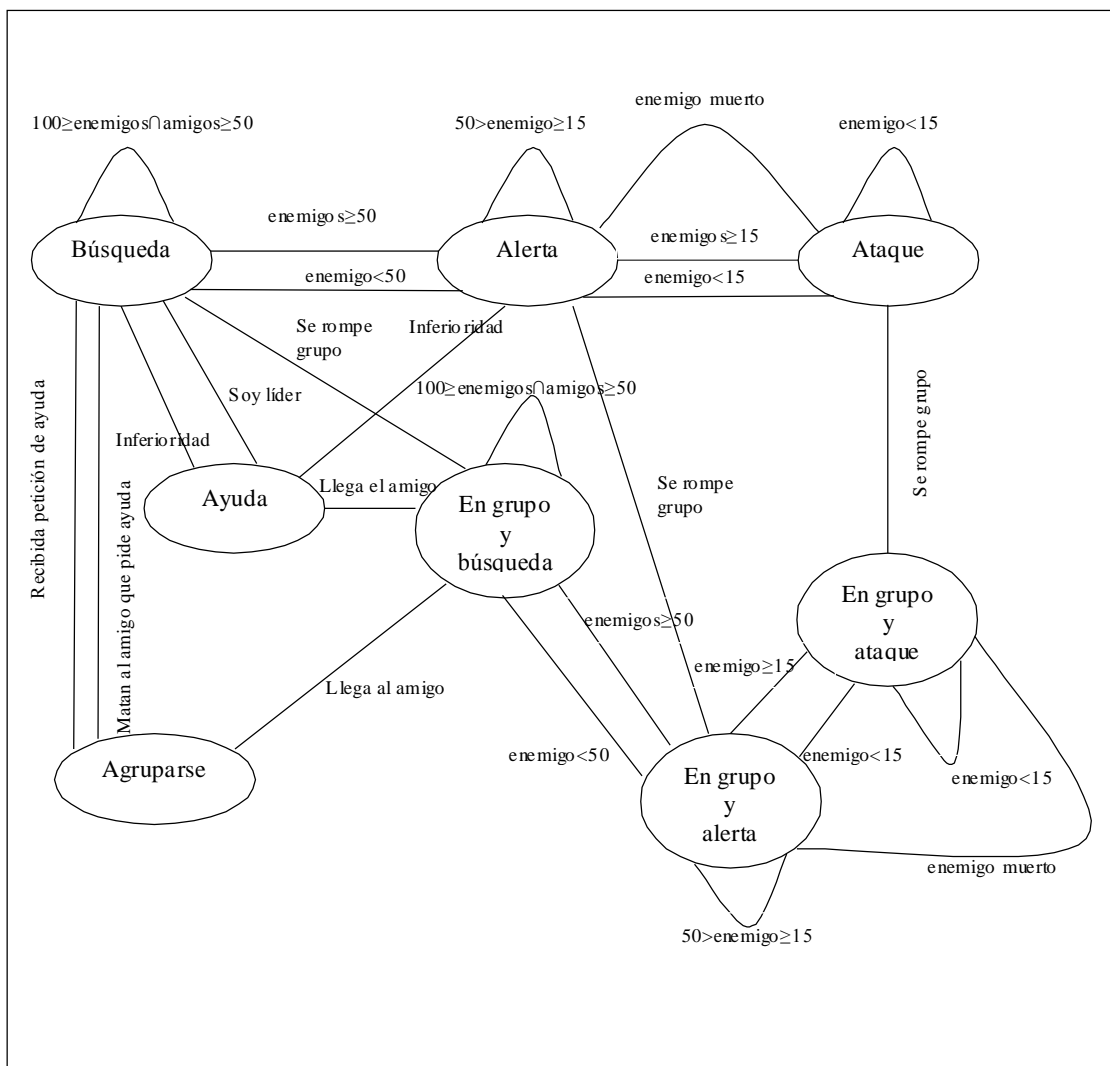 enemigo muerto
100≥enemigos∩amigos≥50
50>enemigo≥15
enemigo<15
enemigos≥50
enemigos≥15
Búsqueda
Alerta
Ataque
enemigo<50
enemigo<15
Se rompe
grupo
Inferioridad
100≥enemigos∩amigos≥50
Soy líder
Recibida petición de ayuda
Inferioridad
Matan al amigo que pide ayuda
Ayuda
Llega el amigo
En grupo
y
búsqueda
Se rompe
grupo
Se rompe grupo
En grupo
y
ataque
enemigos≥50
enemigo≥15
Llega al amigo
enemigo<50
enemigo<15
enemigo<15
Agruparse
En grupo
y
alerta
enemigo muerto
50>enemigo≥15